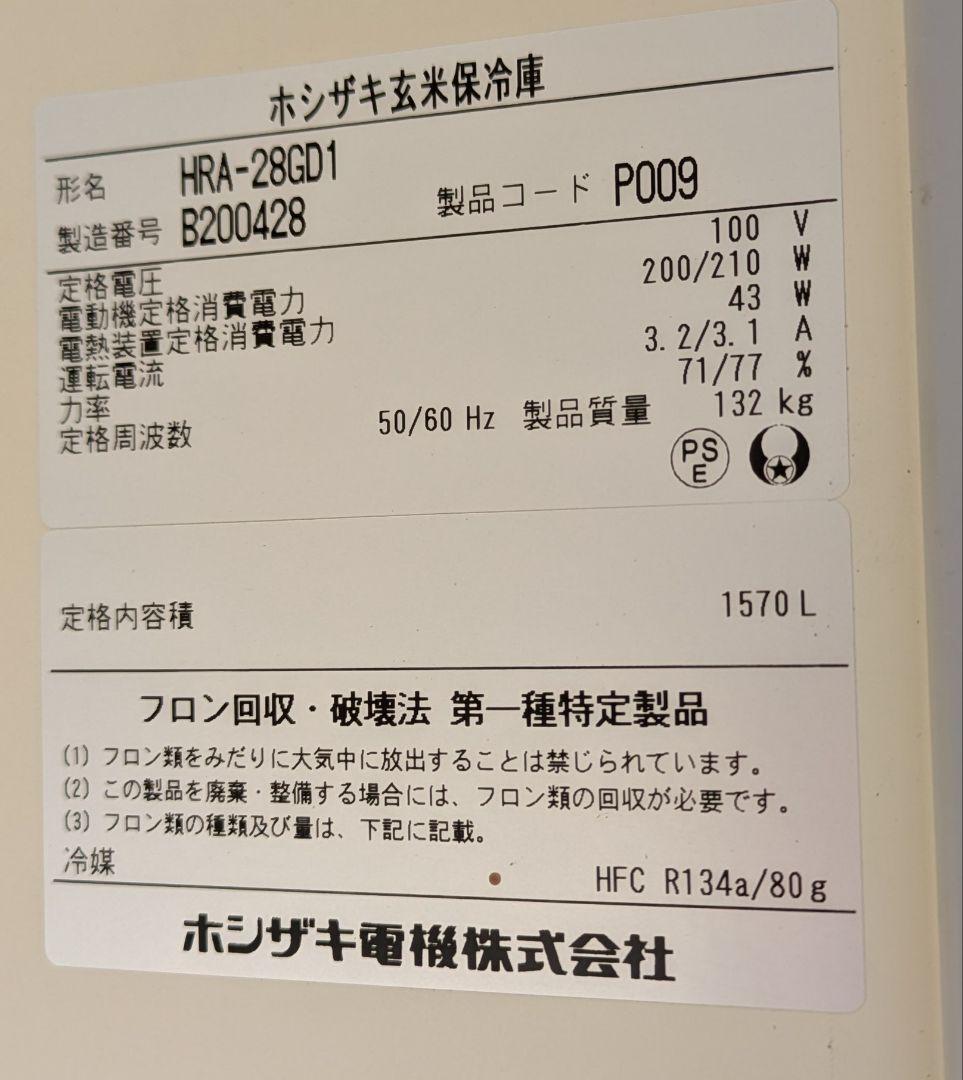 ホシザキ玄米保冷庫
形名 HRA-28GD1
製造番号 B200428 製品コード P009
定格電圧 100 V
電動機定格消費電力 200/210 W
電熱装置定格消費電力 43 W
運転電流 3.2/3.1 A
力率 71/77 %
定格周波数 50/60 Hz 製品質量 132 kg
PS
E
定格内容積 1570 L
フロン回収・破壊法 第一種特定製品
(1) フロン類をみだりに大気中に放出することは禁じられています。
(2) この製品を廃棄・整備する場合には、フロン類の回収が必要です。
(3) フロン類の種類及び量は、下記に記載。
冷媒 HFC R134a/80g
ホシザキ電機株式会社